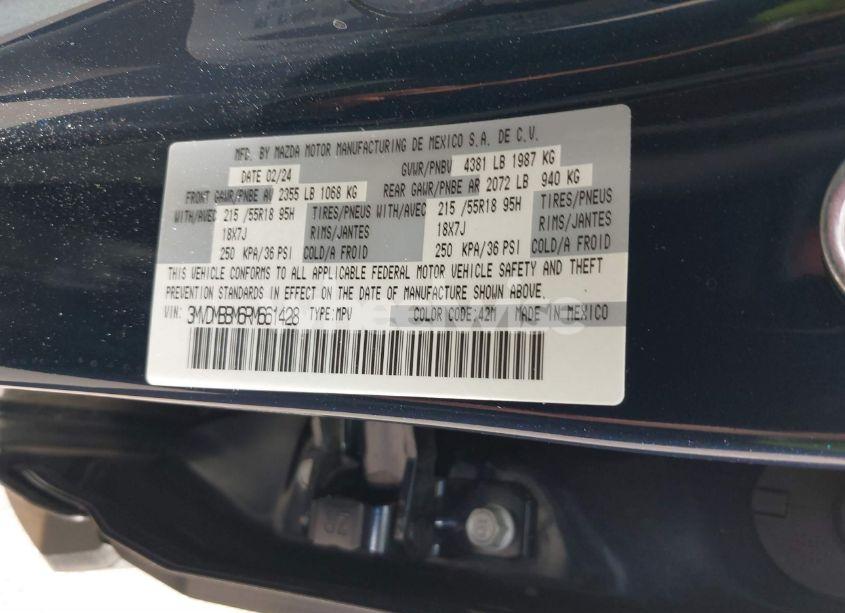 MFD. BY MAZDA MOTOR MANUFACTURING DE MEXICO S.A. DE C.V.
DATE 02/24 GVWR/PNBV 4381 LB 1987 KG
FRONT GAWR/PNBE AV 2355 LB 1068 KG REAR GAWR/PNBE AR 2072 LB 940 KG
WITH/AVEC 215 /55R18 95H TIRES/PNEUS WITH/AVEC 215 /55R18 95H TIRES/PNEUS
18X7J RIMS/JANTES 18X7J RIMS/JANTES
250 KPA/36 PSI COLD/A FROID 250 KPA/36 PSI COLD/A FROID
THIS VEHICLE CONFORMS TO ALL APPLICABLE FEDERAL MOTOR VEHICLE SAFETY AND THEFT
PREVENTION STANDARDS IN EFFECT ON THE DATE OF MANUFACTURE SHOWN ABOVE.
VIN: 3MVDMBBM6RM661428 TYPE:MPV COLOR CODE:42M MADE IN MEXICO